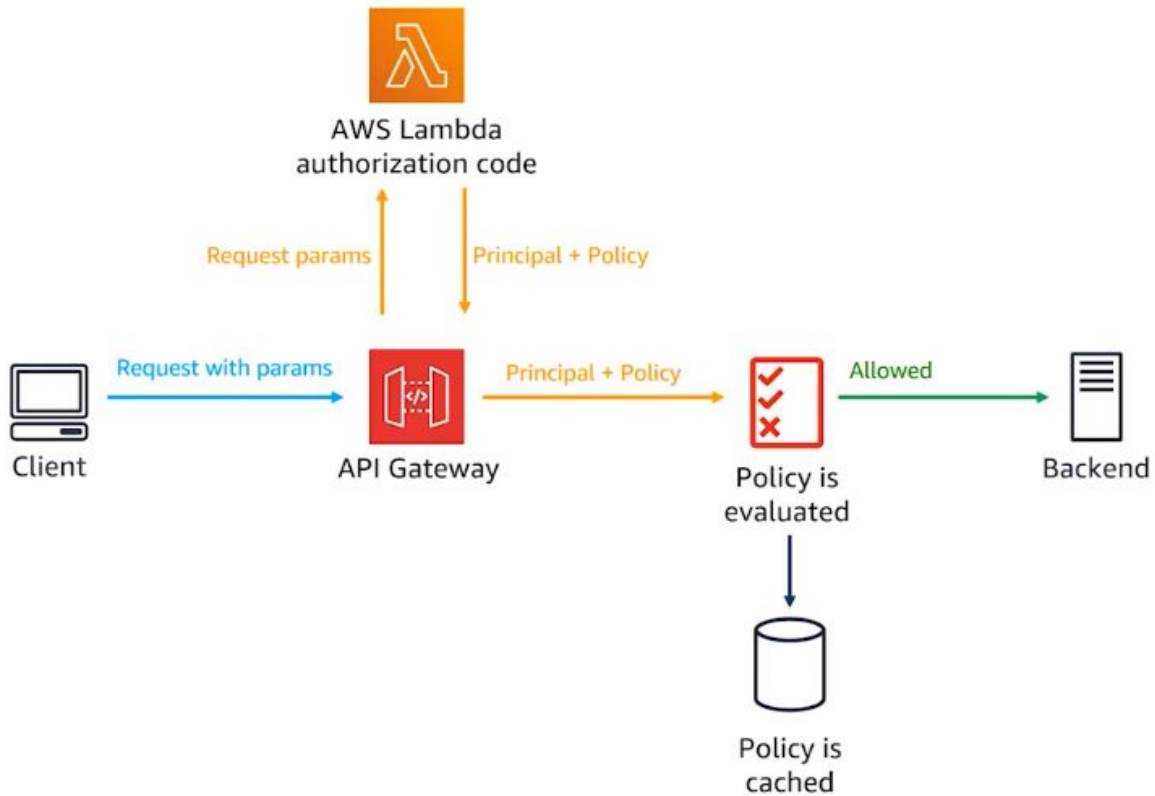 AWS Lambda
authorization code
Request params
Principal + Policy
Request with params
</>
Principal + Policy
Allowed
Client
API Gateway
Policy is
evaluated
Backend
Policy is
cached